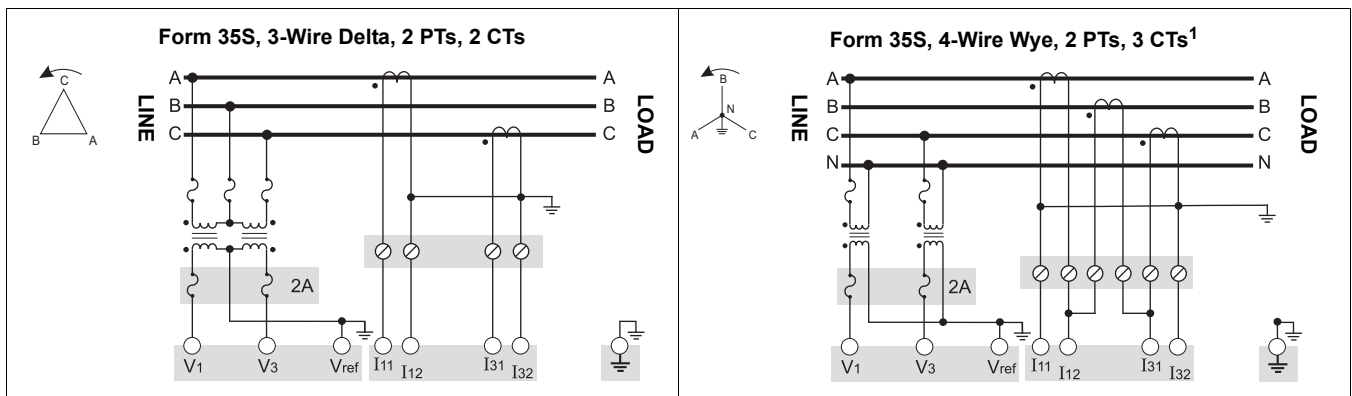 Form 35S, 3-Wire Delta, 2 PTs, 2 CTs
C
B
A
LINE
A
B
C
A
B
C
LOAD
2A
V1
V3
Vref
I11
I12
I31
I32
Form 35S, 4-Wire Wye, 2 PTs, 3 CTs1
B
N
A
C
LINE
A
B
C
N
A
B
C
N
LOAD
2A
V1
V3
Vref
I11
I12
I31
I32